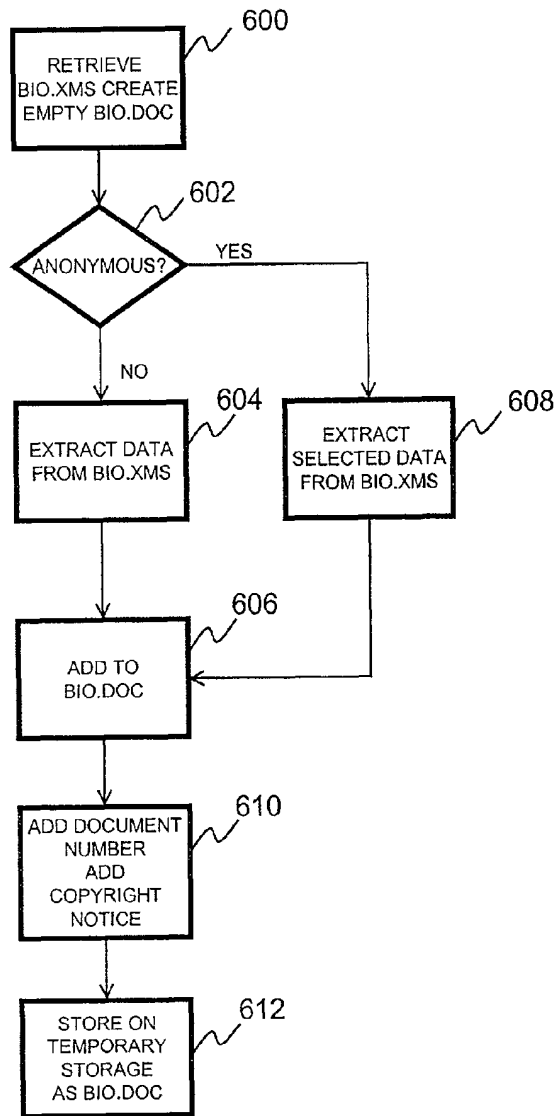 600
RETRIEVE
BIO.XMS CREATE
EMPTY BIO.DOC
602
ANONYMOUS?
YES
NO
604
EXTRACT DATA
FROM BIO.XMS
608
EXTRACT
SELECTED DATA
FROM BIO.XMS
606
ADD TO
BIO.DOC
610
ADD DOCUMENT
NUMBER
ADD
COPYRIGHT
NOTICE
612
STORE ON
TEMPORARY
STORAGE
AS BIO.DOC